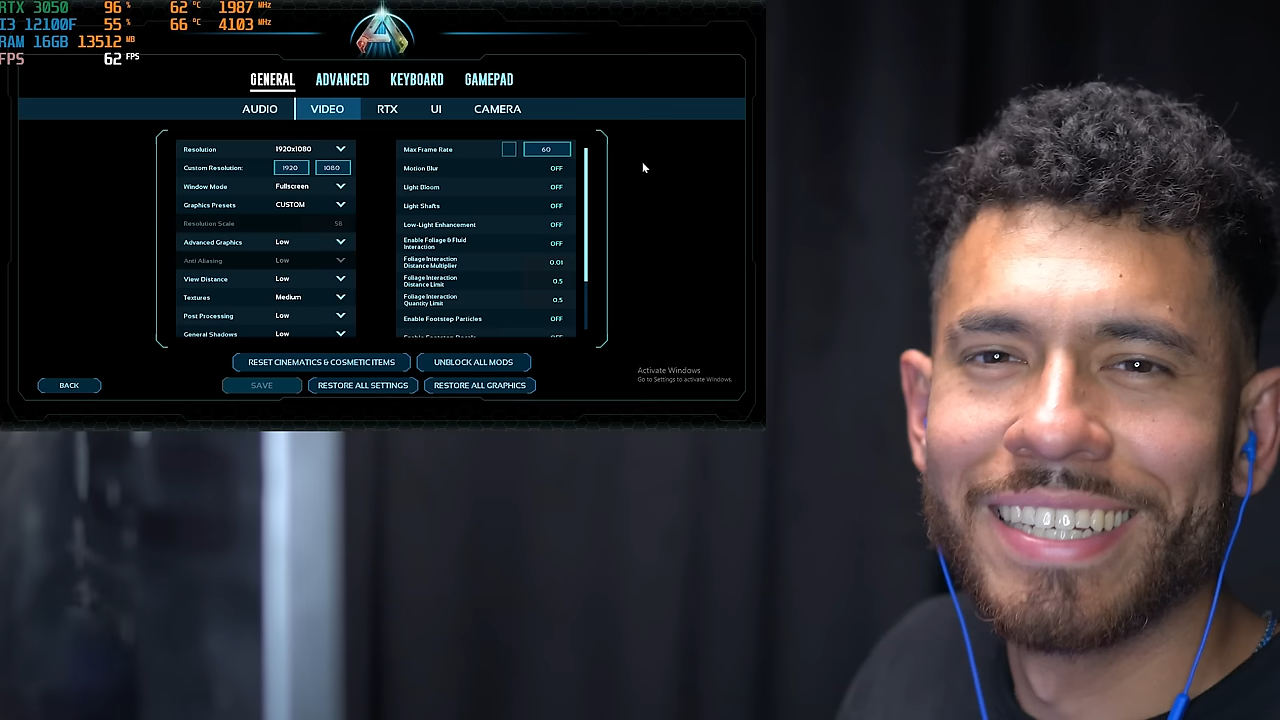 RTX 3050 96 % 62 °C 1987 MHz
I3 12100F 55 % 66 °C 4103 MHz
RAM 16GB 13512 MB
FPS 62 FPS
GENERAL ADVANCED KEYBOARD GAMEPAD
AUDIO VIDEO RTX UI CAMERA
Resolution 1920x1080
Custom Resolution: 1920 1080
Window Mode Fullscreen
Graphics Presets CUSTOM
Resolution Scale 58
Advanced Graphics Low
Anti Aliasing Low
View Distance Low
Textures Medium
Post Processing Low
General Shadows Low
Max Frame Rate 60
Motion Blur OFF
Light Bloom OFF
Light Shafts OFF
Low-Light Enhancement OFF
Enable Foliage & Fluid
Interaction OFF
Foliage Interaction
Distance Multiplier 0.01
Foliage Interaction
Distance Limit 0.5
Foliage Interaction
Quantity Limit 0.5
Enable Footstep Particles OFF
RESET CINEMATICS & COSMETIC ITEMS UNBLOCK ALL MODS
BACK SAVE RESTORE ALL SETTINGS RESTORE ALL GRAPHICS
Activate Windows
Go to Settings to activate Windows.